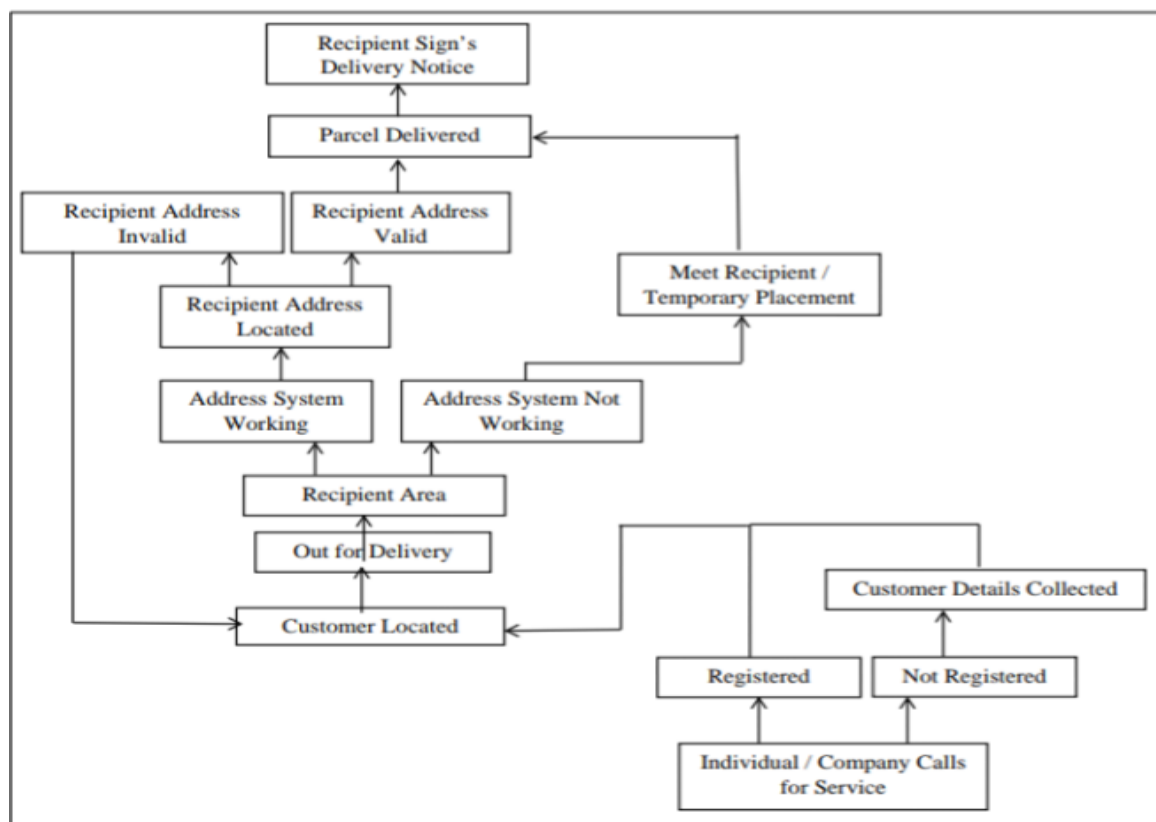 Recipient Sign's
Delivery Notice
Parcel Delivered
Recipient Address
Invalid
Recipient Address
Valid
Meet Recipient /
Temporary Placement
Recipient Address
Located
Address System
Working
Address System Not
Working
Recipient Area
Out for Delivery
Customer Details Collected
Customer Located
Registered
Not Registered
Individual / Company Calls
for Service